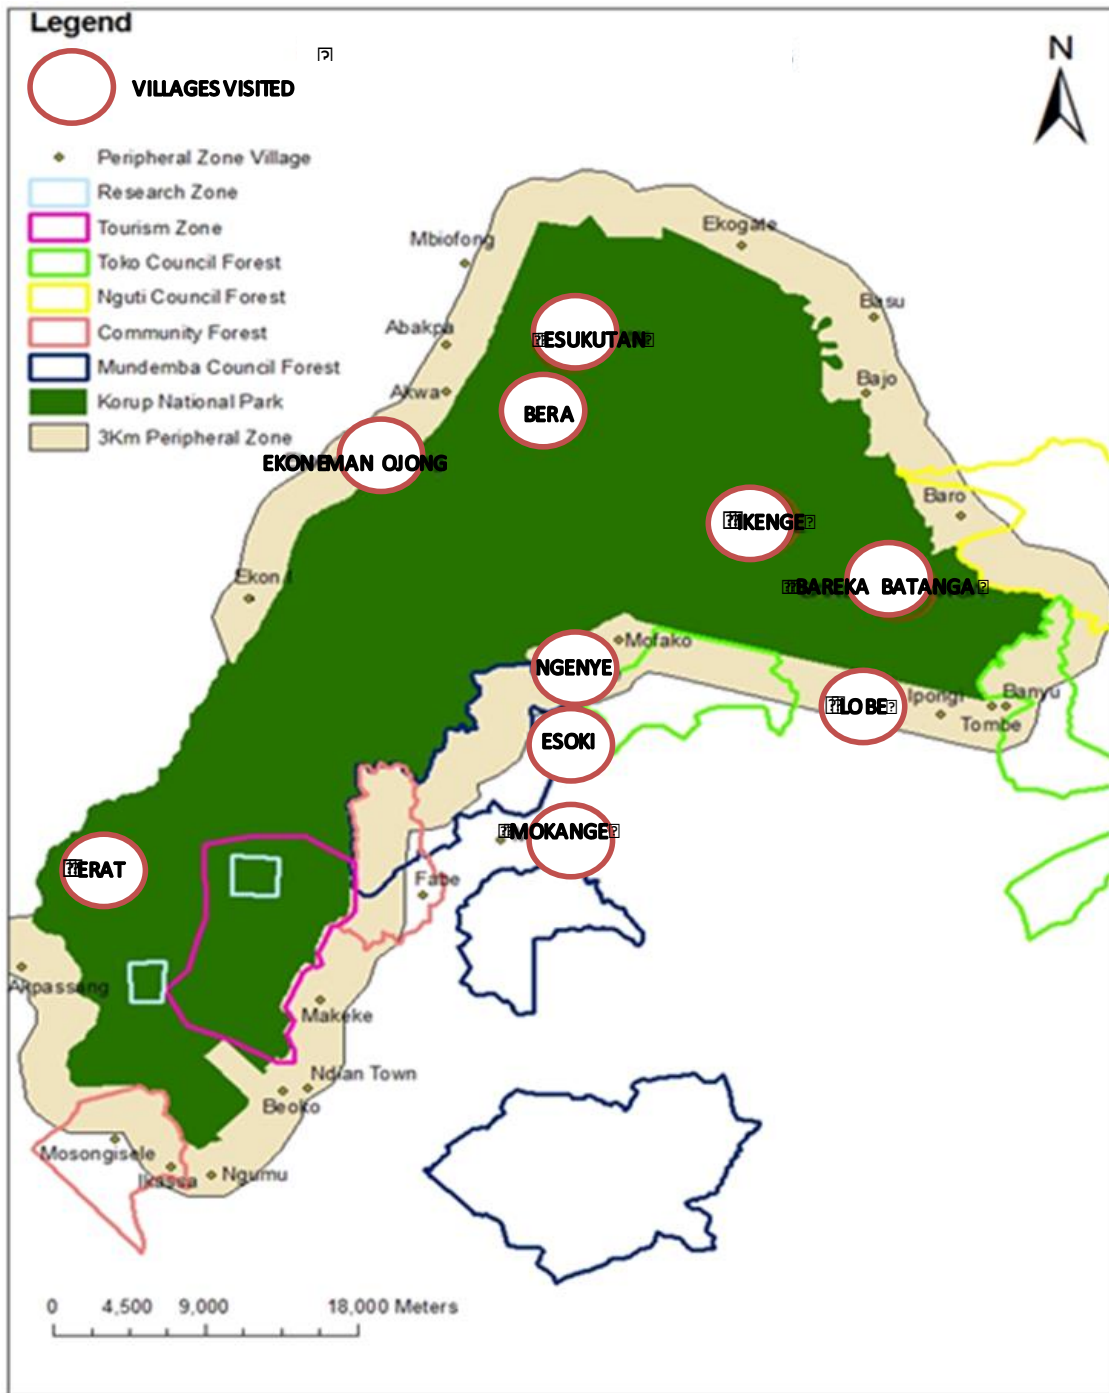 Legend
VILLAGES VISITED
N
Peripheral Zone Village
Research Zone
Tourism Zone
Toko Council Forest
Nguti Council Forest
Community Forest
Mundemba Council Forest
Korup National Park
3Km Peripheral Zone
Ekogate
Mbiofong
Basu
Abakpa
ESUKUTAN
Bajo
Akwa
BERA
EKONEMAN OJONG
Baro
IKENGE
Ekon I
BAREKA BATANGA
Mofako
NGENYE
Ipongi
Banyu
LOBE
Tombe
ESOKI
MOKANGE
ERAT
Fabe
Akpassang
Makeke
Ndian Town
Beoko
Mosongisele
Ikassa
Ngumu
0 4,500 9,000 18,000 Meters